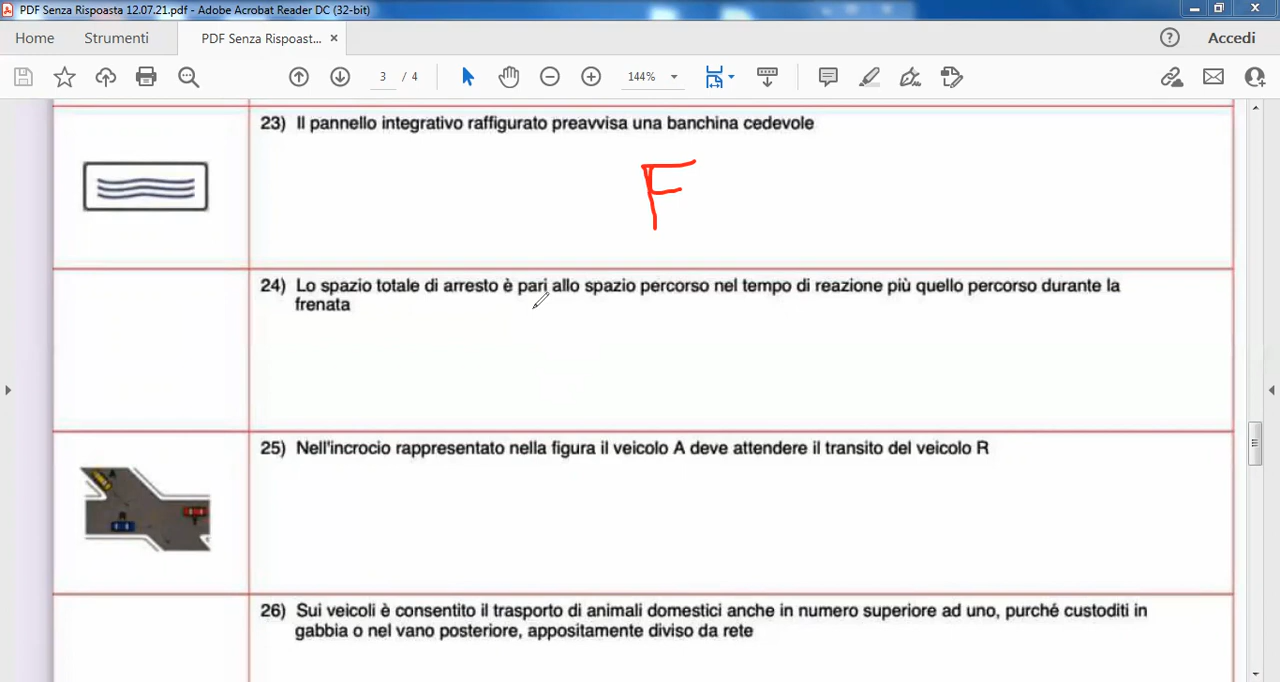 PDF Senza Rispoasta 12.07.21.pdf - Adobe Acrobat Reader DC (32-bit)
Home Strumenti PDF Senza Rispoast... × Accedi
3 / 4 144%
23) Il pannello integrativo raffigurato preavvisa una banchina cedevole
F
24) Lo spazio totale di arresto è pari allo spazio percorso nel tempo di reazione più quello percorso durante la
frenata
25) Nell'incrocio rappresentato nella figura il veicolo A deve attendere il transito del veicolo R
A
R
26) Sui veicoli è consentito il trasporto di animali domestici anche in numero superiore ad uno, purché custoditi in
gabbia o nel vano posteriore, appositamente diviso da rete